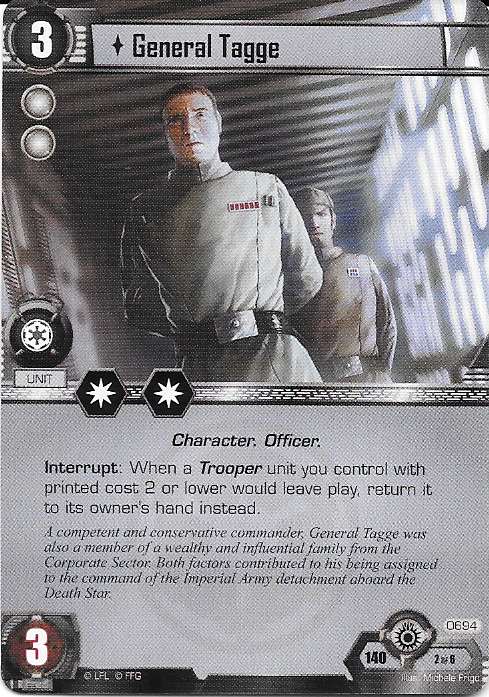 3
General Tagge
UNIT
Character. Officer.
Interrupt: When a Trooper unit you control with
printed cost 2 or lower would leave play, return it
to its owner's hand instead.
A competent and conservative commander, General Tagge was
also a member of a wealthy and influential family from the
Corporate Sector. Both factors contributed to his being assigned
to the command of the Imperial Army detachment aboard the
Death Star.
3
0694
140
2 of 6
© LFL © FFG
Illus. Michele Frigo